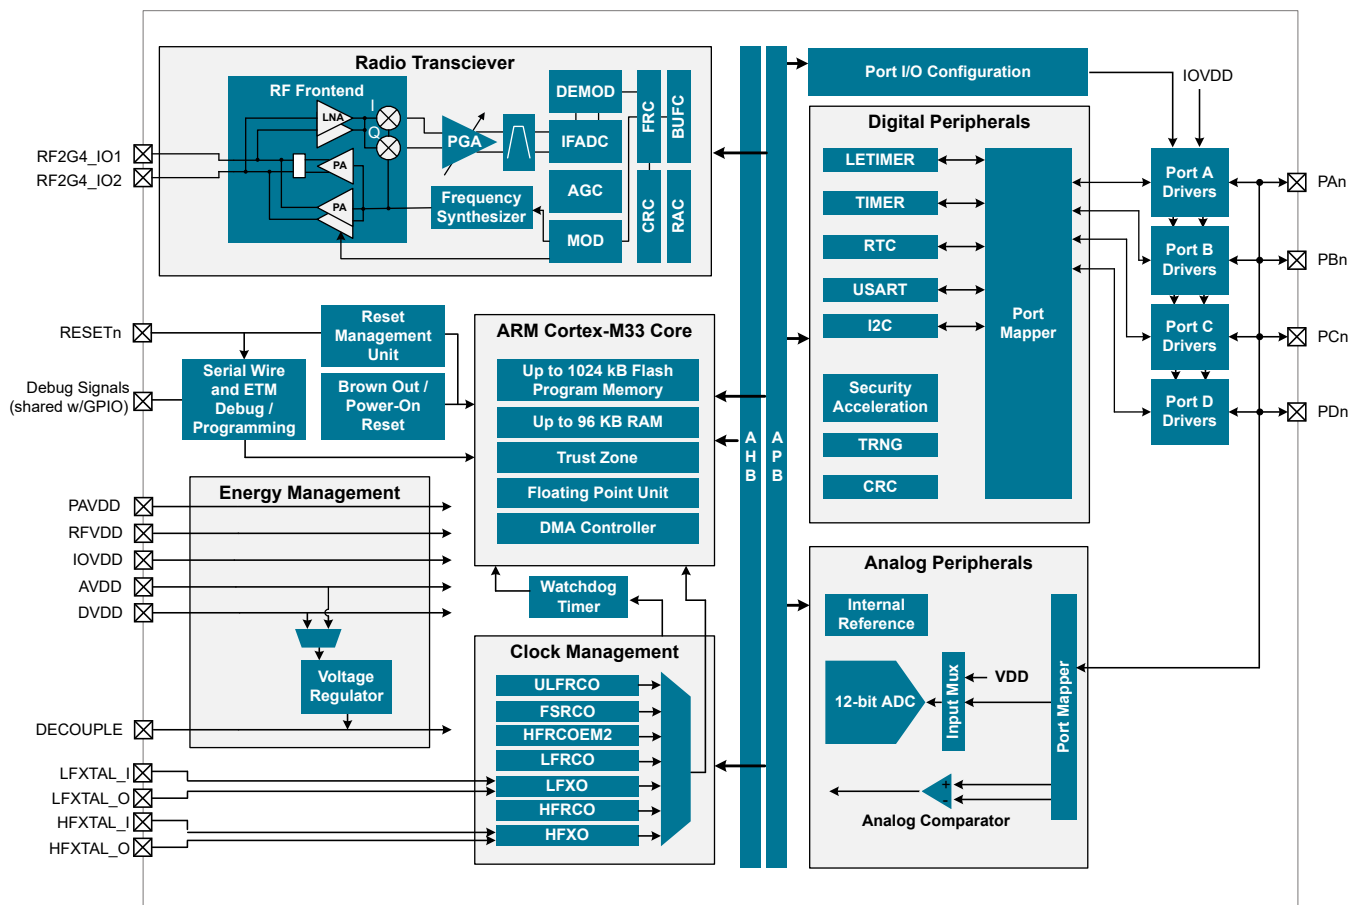 Radio Transciever
RF Frontend
LNA
I
Q
PA
PA
PGA
DEMOD
IFADC
AGC
MOD
Frequency
Synthesizer
FRC
BUFC
CRC
RAC
RF2G4_IO1
RF2G4_IO2
RESETn
Debug Signals
(shared w/GPIO)
Reset
Management
Unit
Serial Wire
and ETM
Debug /
Programming
Brown Out /
Power-On
Reset
ARM Cortex-M33 Core
Up to 1024 kB Flash
Program Memory
Up to 96 KB RAM
Trust Zone
Floating Point Unit
DMA Controller
Watchdog
Timer
Energy Management
PAVDD
RFVDD
IOVDD
AVDD
DVDD
Voltage
Regulator
DECOUPLE
LFXTAL_I
LFXTAL_O
HFXTAL_I
HFXTAL_O
Clock Management
ULFRCO
FSRCO
HFRCOEM2
LFRCO
LFXO
HFRCO
HFXO
AHB
APB
Port I/O Configuration
IOVDD
Digital Peripherals
LETIMER
TIMER
RTC
USART
I2C
Security
Acceleration
TRNG
CRC
Port
Mapper
Port A
Drivers
Port B
Drivers
Port C
Drivers
Port D
Drivers
PAn
PBn
PCn
PDn
Analog Peripherals
Internal
Reference
12-bit ADC
Input Mux
VDD
Port Mapper
+
-
Analog Comparator